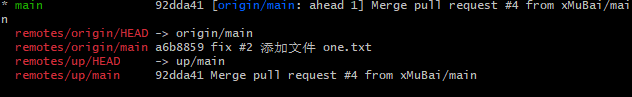 * main                92dda41 [origin/main: ahead 1] Merge pull request #4 from xMuBai/mai
n
  remotes/origin/HEAD -> origin/main
  remotes/origin/main a6b8859 fix #2 添加文件 one.txt
  remotes/up/HEAD     -> up/main
  remotes/up/main     92dda41 Merge pull request #4 from xMuBai/main